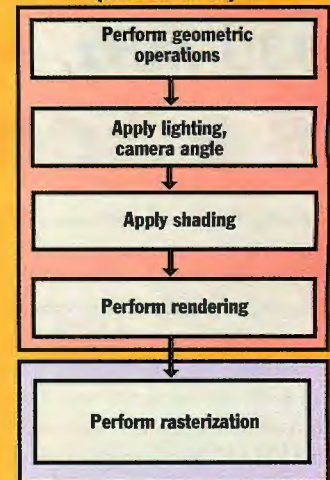 Perform geometric
operations
Apply lighting,
camera angle
Apply shading
Perform rendering
Perform rasterization